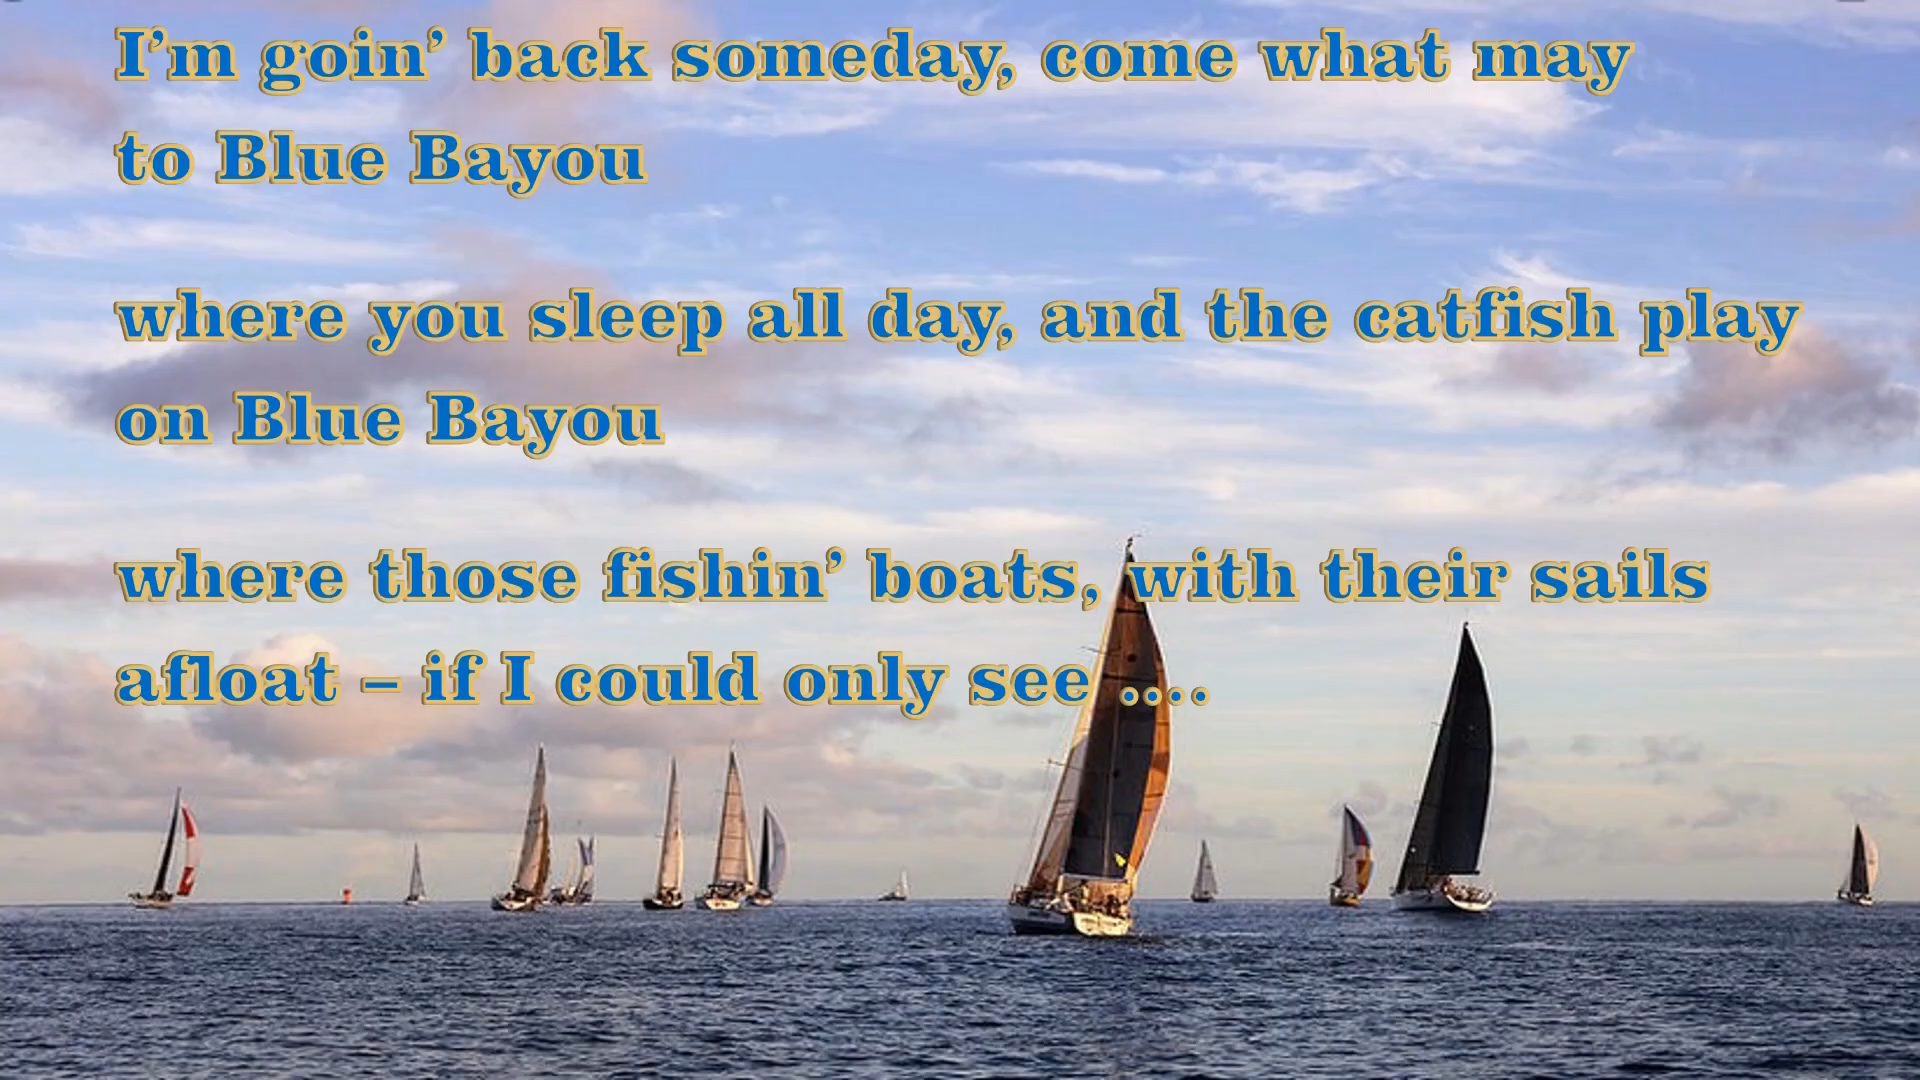 I’m goin’ back someday, come what may
to Blue Bayou
where you sleep all day, and the catfish play
on Blue Bayou
where those fishin’ boats, with their sails
afloat – if I could only see ....